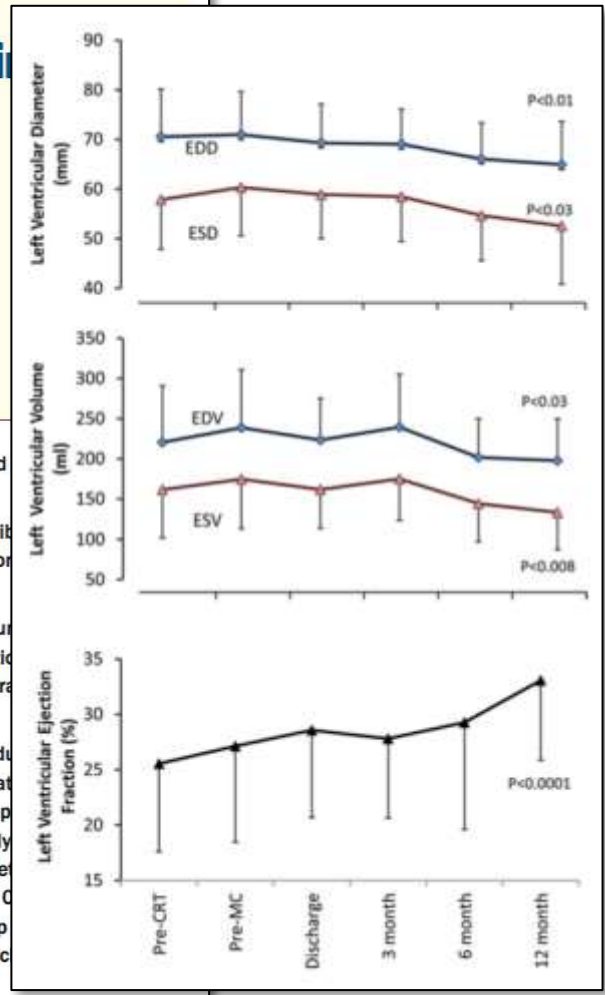 90
80
70
60
50
40
Left Ventricular Diameter
(mm)
EDD
ESD
P<0.01
P<0.03
350
300
250
200
150
100
50
Left Ventricular Volume
(ml)
EDV
ESV
P<0.03
P<0.008
35
30
25
20
15
Left Ventricular Ejection
Fraction (%)
P<0.0001
Pre-CRT
Pre-MC
Discharge
3 month
6 month
12 month